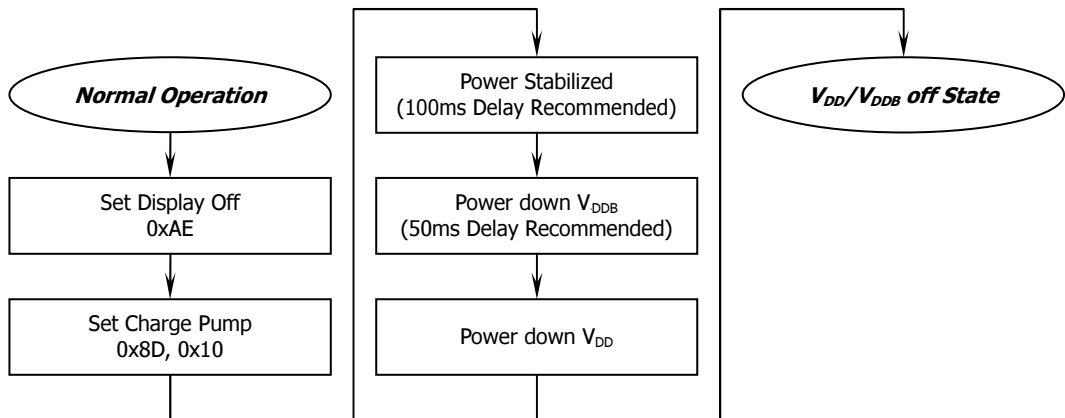 Normal Operation
Set Display Off
0xAE
Set Charge Pump
0x8D, 0x10
Power Stabilized
(100ms Delay Recommended)
Power down VDDB
(50ms Delay Recommended)
Power down VDD
VDD/VDDB off State